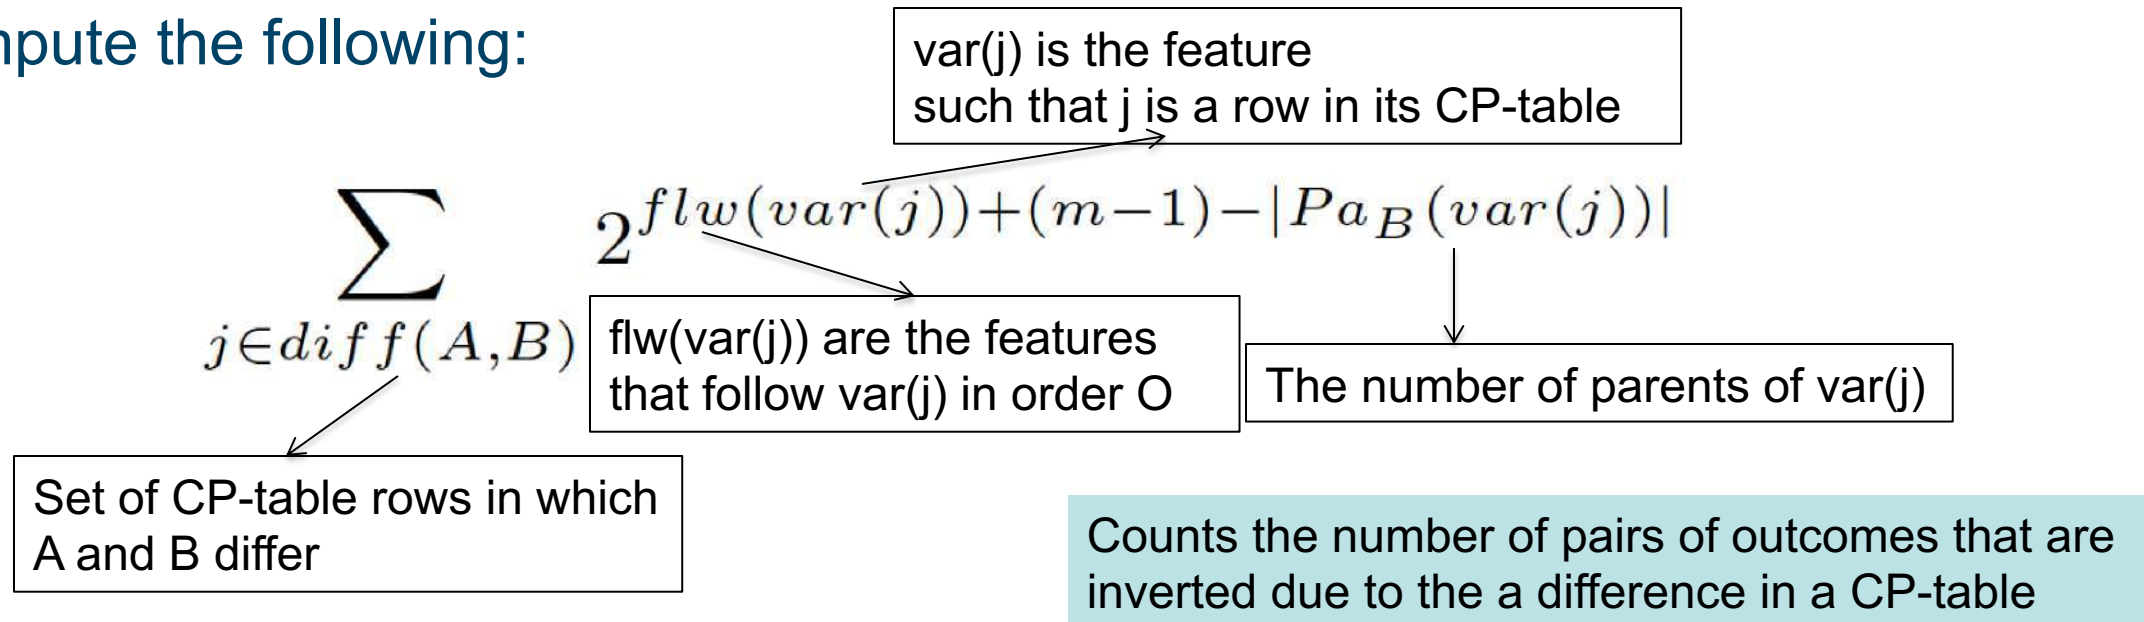 npute the following:
var(j) is the feature
such that j is a row in its CP-table
∑ 2^{flw(var(j))+(m−1)−|Pa_B(var(j))|}
j∈diff(A,B)
flw(var(j)) are the features
that follow var(j) in order O
The number of parents of var(j)
Set of CP-table rows in which
A and B differ
Counts the number of pairs of outcomes that are
inverted due to the a difference in a CP-table